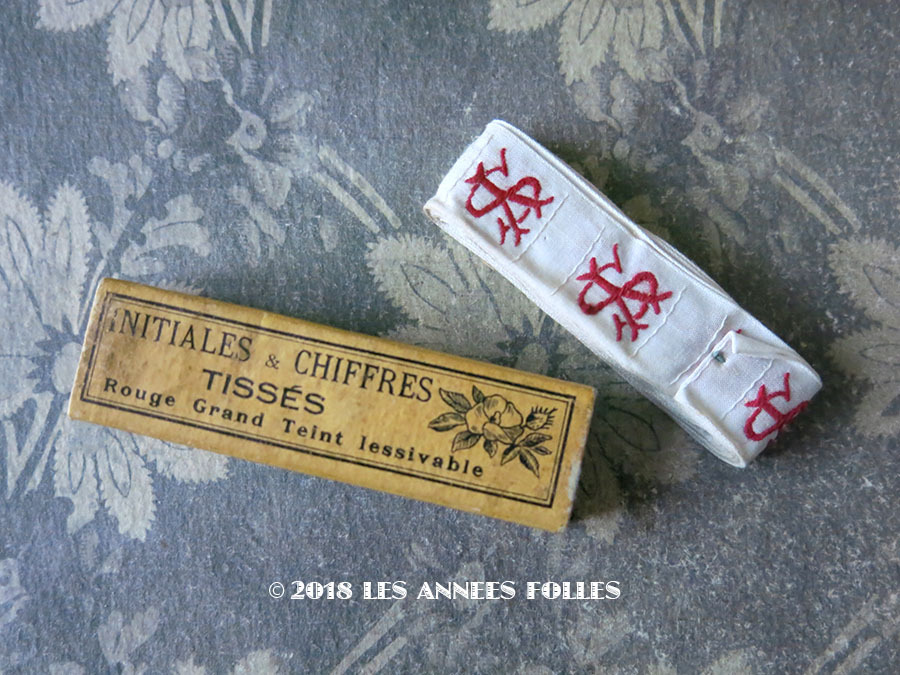 INITIALES & CHIFFRES
TISSÉS
Rouge Grand Teint lessivable
© 2018 LES ANNEES FOLLES